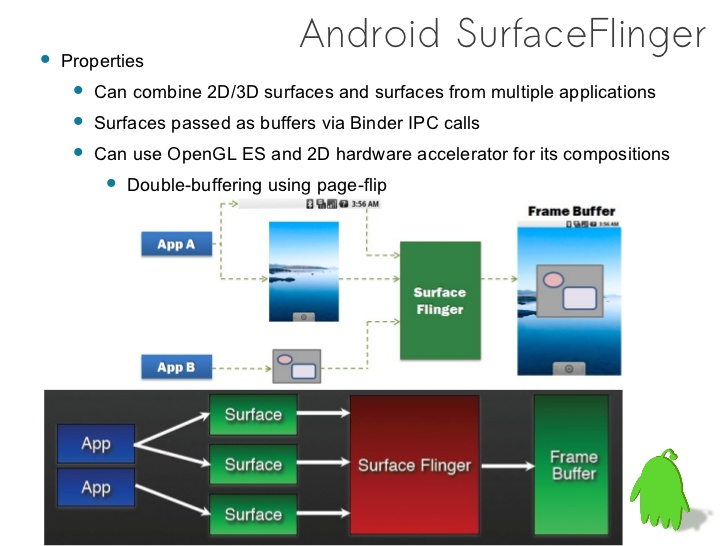 Android SurfaceFlinger
Properties
Can combine 2D/3D surfaces and surfaces from multiple applications
Surfaces passed as buffers via Binder IPC calls
Can use OpenGL ES and 2D hardware accelerator for its compositions
Double-buffering using page-flip
3:56 AM
Frame Buffer
3:56 AM
App A
Surface
Flinger
App B
Surface
App
Surface
Surface Flinger
Frame
Buffer
App
Surface